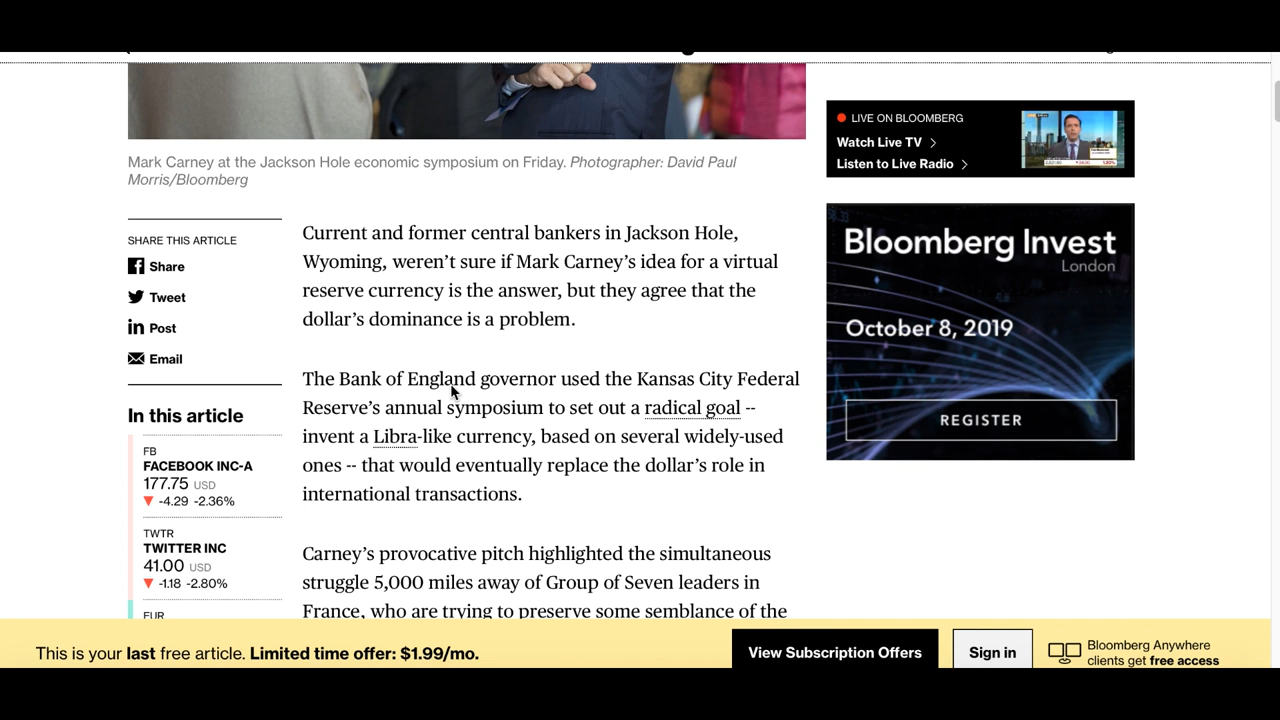 Mark Carney at the Jackson Hole economic symposium on Friday. Photographer: David Paul
Morris/Bloomberg
SHARE THIS ARTICLE
Share
Tweet
Post
Email
In this article
FB
FACEBOOK INC-A
177.75 USD
▼ -4.29 -2.36%
TWTR
TWITTER INC
41.00 USD
▼ -1.18 -2.80%
EUR
Current and former central bankers in Jackson Hole,
Wyoming, weren’t sure if Mark Carney’s idea for a virtual
reserve currency is the answer, but they agree that the
dollar’s dominance is a problem.
The Bank of England governor used the Kansas City Federal
Reserve’s annual symposium to set out a radical goal --
invent a Libra-like currency, based on several widely-used
ones -- that would eventually replace the dollar’s role in
international transactions.
Carney’s provocative pitch highlighted the simultaneous
struggle 5,000 miles away of Group of Seven leaders in
France, who are trying to preserve some semblance of the
LIVE ON BLOOMBERG
Watch Live TV >
Listen to Live Radio >
Bloomberg Invest
London
October 8, 2019
REGISTER
This is your last free article. Limited time offer: $1.99/mo.
View Subscription Offers
Sign in
Bloomberg Anywhere
clients get free access